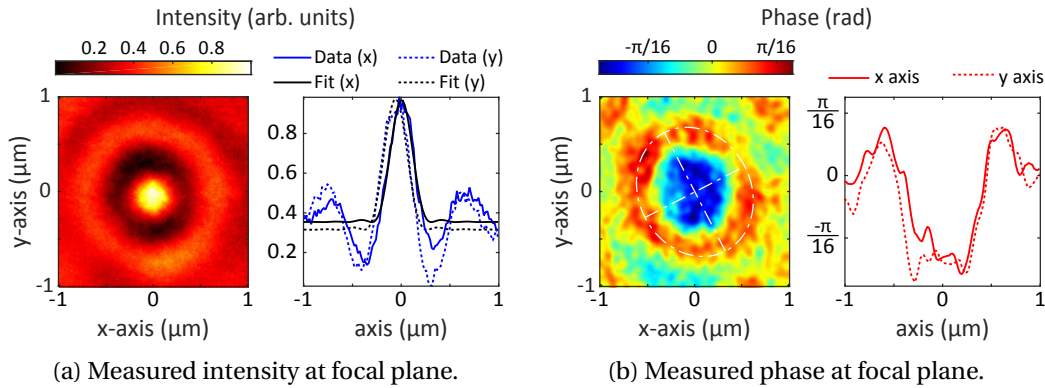 Intensity (arb. units)
0.2 0.4 0.6 0.8
Data (x) Data (y)
Fit (x) Fit (y)
1
0
-1
y-axis (µm)
-1 0 1
x-axis (µm)
0.8
0.6
0.4
0.2
-1 0 1
axis (µm)
(a) Measured intensity at focal plane.
Phase (rad)
-π/16 0 π/16
x axis y axis
1
0
-1
y-axis (µm)
-1 0 1
x-axis (µm)
π
16
0
-π
16
-1 0 1
axis (µm)
(b) Measured phase at focal plane.